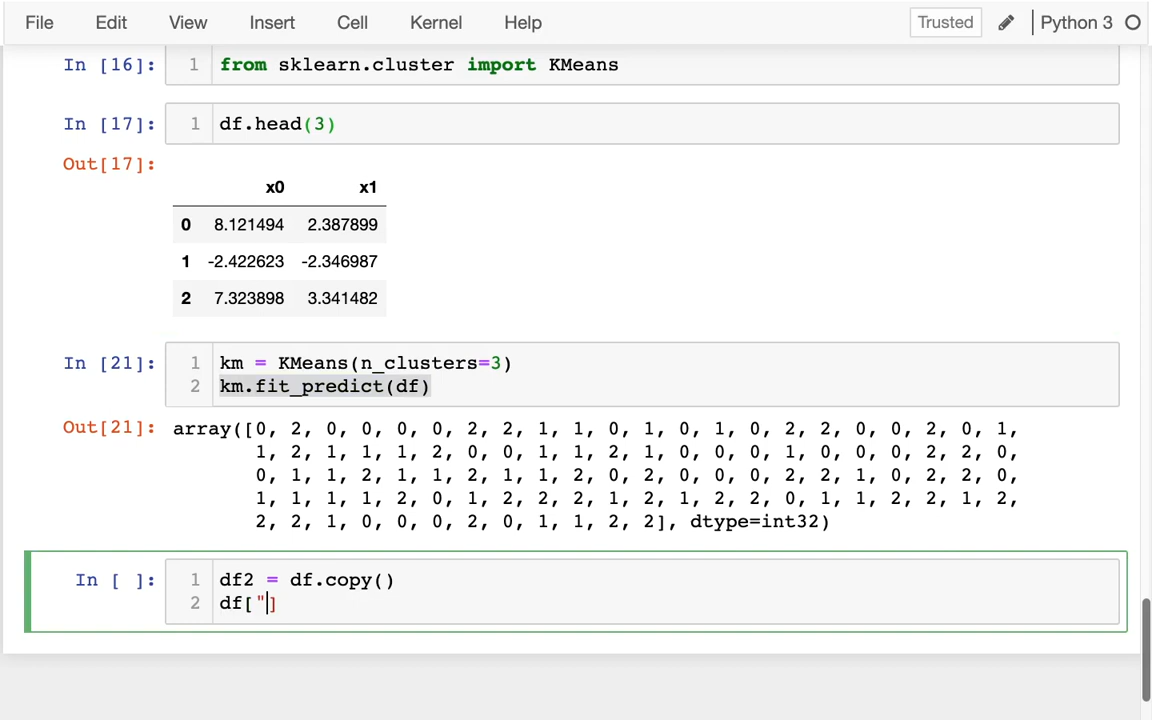 File Edit View Insert Cell Kernel Help Trusted Python 3
In [16]: 1 from sklearn.cluster import KMeans
In [17]: 1 df.head(3)
Out[17]:
x0 x1
0 8.121494 2.387899
1 -2.422623 -2.346987
2 7.323898 3.341482
In [21]: 1 km = KMeans(n_clusters=3)
2 km.fit_predict(df)
Out[21]: array([0, 2, 0, 0, 0, 0, 2, 2, 1, 1, 0, 1, 0, 1, 0, 2, 2, 0, 0, 2, 0, 1,
1, 2, 1, 1, 1, 2, 0, 0, 1, 1, 2, 1, 0, 0, 0, 1, 0, 0, 0, 2, 2, 0,
0, 1, 1, 2, 1, 1, 2, 1, 1, 2, 0, 2, 0, 0, 0, 2, 2, 1, 0, 2, 2, 0,
1, 1, 1, 1, 2, 0, 1, 2, 2, 2, 1, 2, 1, 2, 2, 0, 1, 1, 2, 2, 1, 2,
2, 2, 1, 0, 0, 0, 2, 0, 1, 1, 2, 2], dtype=int32)
In [ ]: 1 df2 = df.copy()
2 df["]